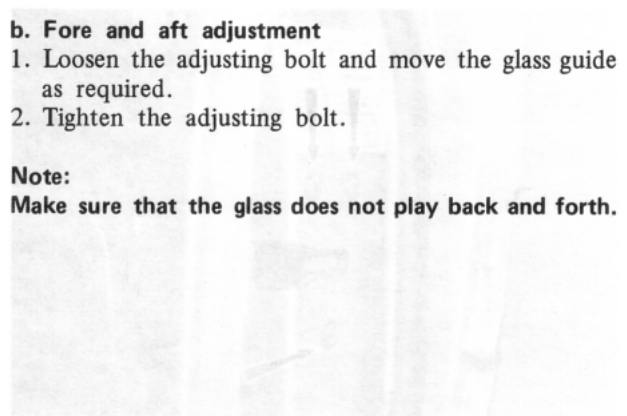 b. Fore and aft adjustment
1. Loosen the adjusting bolt and move the glass guide
as required.
2. Tighten the adjusting bolt.
Note:
Make sure that the glass does not play back and forth.